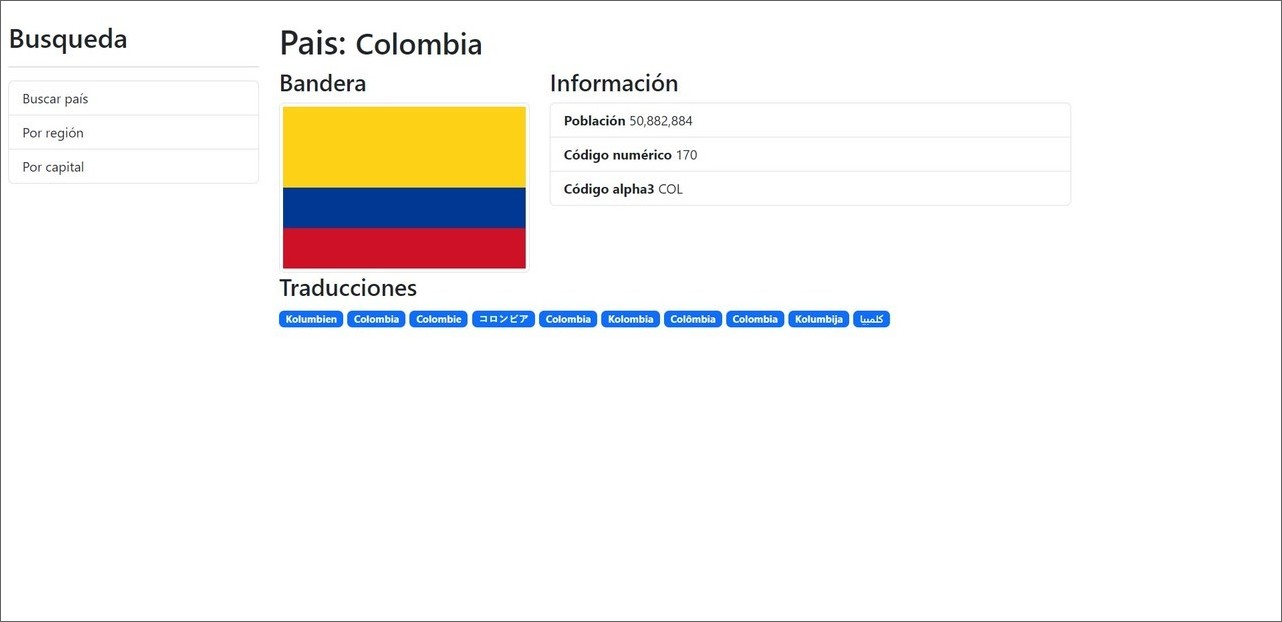 Busqueda
Buscar país
Por región
Por capital
Pais: Colombia
Bandera
Información
Población 50,882,884
Código numérico 170
Código alpha3 COL
Traducciones
Kolumbien Colombia Colombie コロンビア Colombia Kolombia Colômbia Colombia Kolumbija كلمبيا